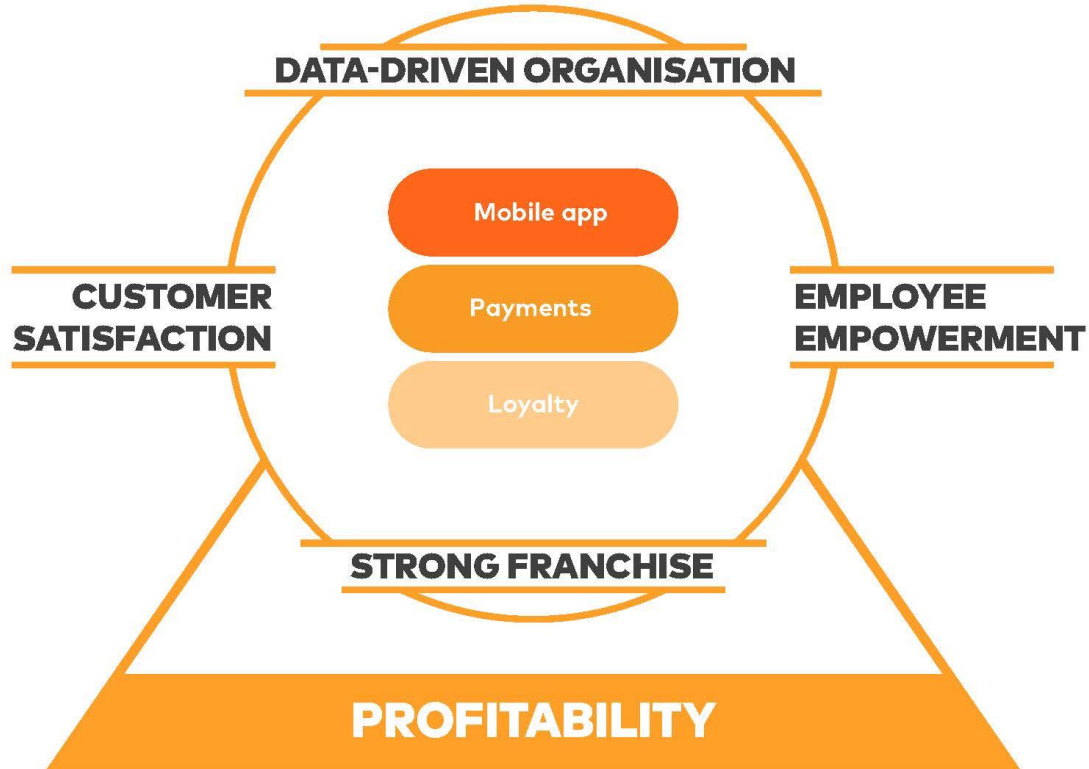 DATA-DRIVEN ORGANISATION
Mobile app
CUSTOMER
SATISFACTION
Payments
EMPLOYEE
EMPOWERMENT
Loyalty
STRONG FRANCHISE
PROFITABILITY